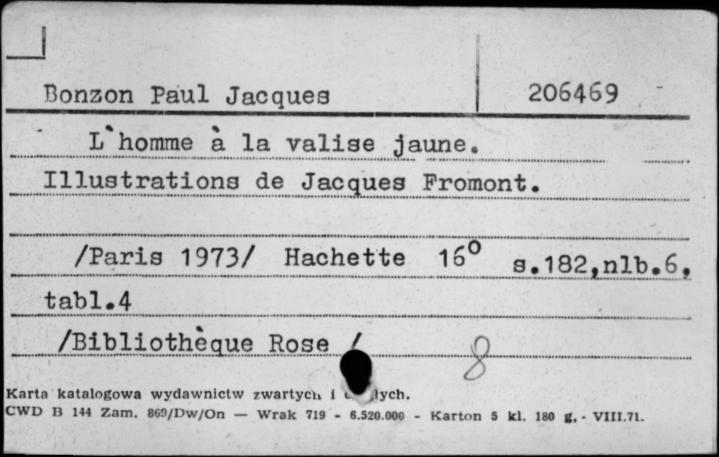 Bonzon Paul Jacques 206469
L`homme à la valise jaune.
Illustrations de Jacques Fromont.
/Paris 1973/ Hachette 16º s.182,nlb.6,
tabl.4
/Bibliothèque Rose /
8
Karta katalogowa wydawnictw zwartych i
CWD B 144 Zam. 869/Dw/On — Wrak 719 - 6.520.000 - Karton 5 kl. 180 g. - VIII.71.